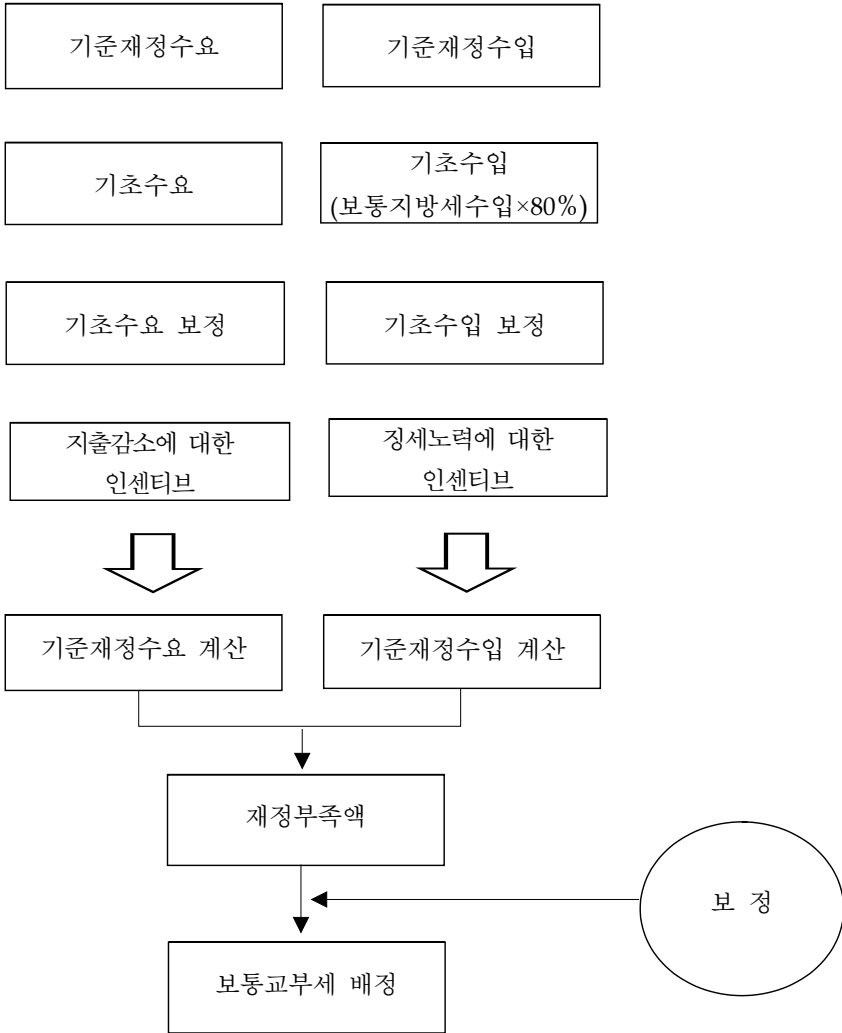 기준재정수요
기준재정수입
기초수요
기초수입
(보통지방세수입×80%)
기초수요 보정
기초수입 보정
지출감소에 대한
인센티브
징세노력에 대한
인센티브
기준재정수요 계산
기준재정수입 계산
재정부족액
보 정
보통교부세 배정